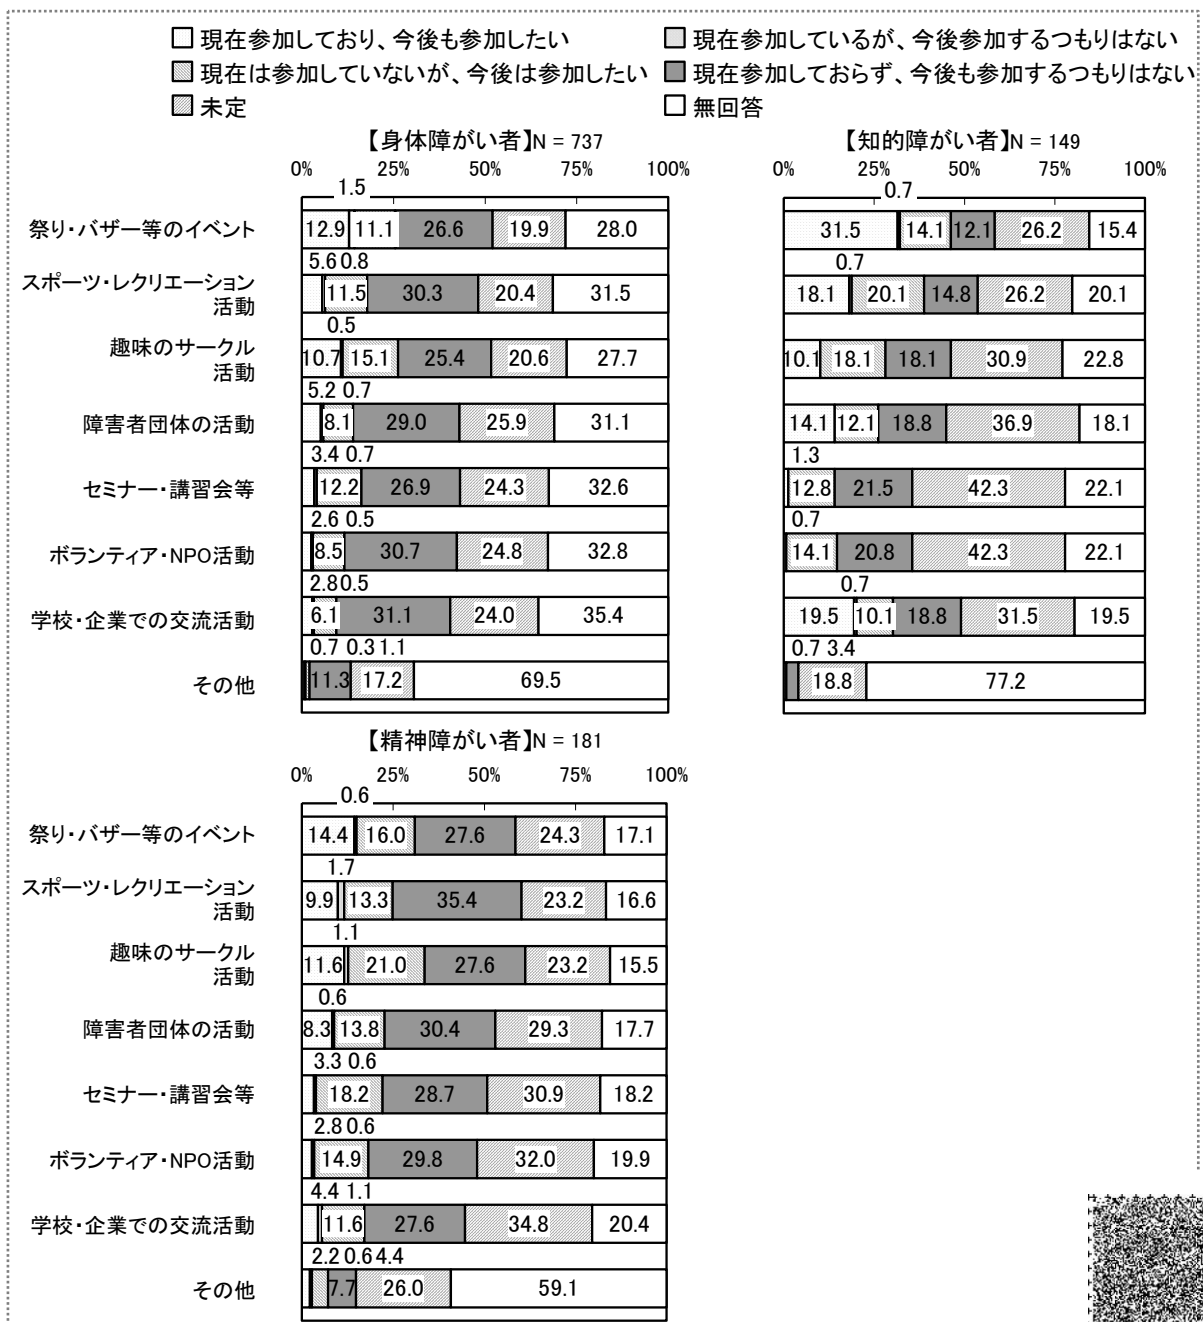 現在参加しており、今後も参加したい
現在参加しているが、今後参加するつもりはない
現在は参加していないが、今後は参加したい
現在参加しておらず、今後も参加するつもりはない
未定
無回答
【身体障がい者】N = 737
0% 25% 50% 75% 100%
1.5
祭り・バザー等のイベント 12.9 11.1 26.6 19.9 28.0
5.6 0.8
スポーツ・レクリエーション
活動 11.5 30.3 20.4 31.5
0.5
趣味のサークル
活動 10.7 15.1 25.4 20.6 27.7
5.2 0.7
障害者団体の活動 8.1 29.0 25.9 31.1
3.4 0.7
セミナー・講習会等 12.2 26.9 24.3 32.6
2.6 0.5
ボランティア・NPO活動 8.5 30.7 24.8 32.8
2.8 0.5
学校・企業での交流活動 6.1 31.1 24.0 35.4
0.7 0.3 1.1
その他 11.3 17.2 69.5
【知的障がい者】N = 149
0% 25% 50% 75% 100%
0.7
31.5 14.1 12.1 26.2 15.4
0.7
18.1 20.1 14.8 26.2 20.1
10.1 18.1 18.1 30.9 22.8
14.1 12.1 18.8 36.9 18.1
1.3
12.8 21.5 42.3 22.1
0.7
14.1 20.8 42.3 22.1
0.7
19.5 10.1 18.8 31.5 19.5
0.7 3.4
18.8 77.2
【精神障がい者】N = 181
0% 25% 50% 75% 100%
0.6
祭り・バザー等のイベント 14.4 16.0 27.6 24.3 17.1
1.7
スポーツ・レクリエーション
活動 9.9 13.3 35.4 23.2 16.6
1.1
趣味のサークル
活動 11.6 21.0 27.6 23.2 15.5
0.6
障害者団体の活動 8.3 13.8 30.4 29.3 17.7
3.3 0.6
セミナー・講習会等 18.2 28.7 30.9 18.2
2.8 0.6
ボランティア・NPO活動 14.9 29.8 32.0 19.9
4.4 1.1
学校・企業での交流活動 11.6 27.6 34.8 20.4
2.2 0.6 4.4
その他 7.7 26.0 59.1